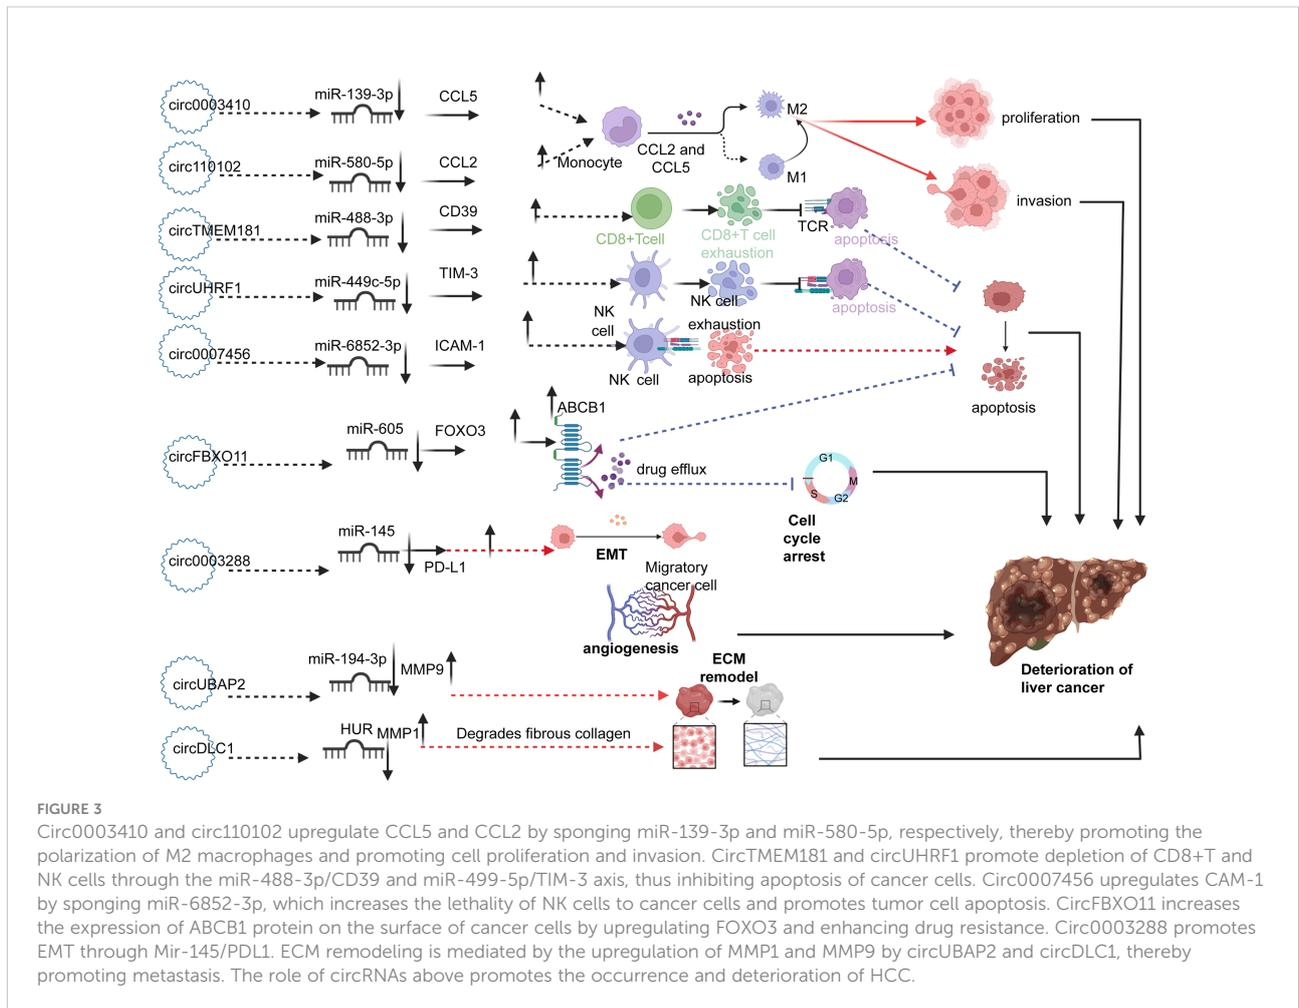 circ0003410
miR-139-3p
CCL5
Monocyte
CCL2 and
CCL5
M2
M1
proliferation
circ110102
miR-580-5p
CCL2
invasion
circTMEM181
miR-488-3p
CD39
CD8+Tcell
CD8+T cell
exhaustion
TCR
apoptosis
circUHRF1
miR-449c-5p
TIM-3
NK
cell
NK cell
exhaustion
apoptosis
circ0007456
miR-6852-3p
ICAM-1
NK cell
apoptosis
apoptosis
circFBXO11
miR-605
FOXO3
ABCB1
drug efflux
G1
M
G2
S
Cell
cycle
arrest
circ0003288
miR-145
PD-L1
EMT
Migratory
cancer cell
angiogenesis
Deterioration of
liver cancer
circUBAP2
miR-194-3p
MMP9
ECM
remodel
circDLC1
HUR
MMP1
Degrades fibrous collagen
FIGURE 3
Circ0003410 and circ110102 upregulate CCL5 and CCL2 by sponging miR-139-3p and miR-580-5p, respectively, thereby promoting the
polarization of M2 macrophages and promoting cell proliferation and invasion. CircTMEM181 and circUHRF1 promote depletion of CD8+T and
NK cells through the miR-488-3p/CD39 and miR-499-5p/TIM-3 axis, thus inhibiting apoptosis of cancer cells. Circ0007456 upregulates CAM-1
by sponging miR-6852-3p, which increases the lethality of NK cells to cancer cells and promotes tumor cell apoptosis. CircFBXO11 increases
the expression of ABCB1 protein on the surface of cancer cells by upregulating FOXO3 and enhancing drug resistance. Circ0003288 promotes
EMT through Mir-145/PDL1. ECM remodeling is mediated by the upregulation of MMP1 and MMP9 by circUBAP2 and circDLC1, thereby
promoting metastasis. The role of circRNAs above promotes the occurrence and deterioration of HCC.